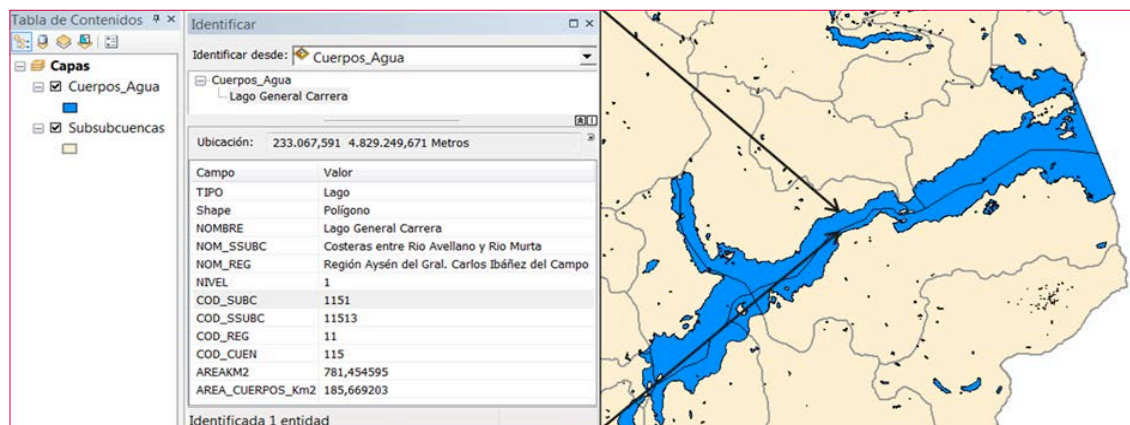 Tabla de Contenidos
Capas
Cuerpos_Agua
Subsubcuencas
Identificar
Identificar desde: Cuerpos_Agua
Cuerpos_Agua
Lago General Carrera
Ubicación: 233.067,591 4.829.249,671 Metros
Campo Valor
TIPO Lago
Shape Polígono
NOMBRE Lago General Carrera
NOM_SSUBC Costeras entre Rio Avellano y Rio Murta
NOM_REG Región Aysén del Gral. Carlos Ibáñez del Campo
NIVEL 1
COD_SUBC 1151
COD_SSUBC 11513
COD_REG 11
COD_CUEN 115
AREAKM2 781,454595
AREA_CUERPOS_Km2 185,669203
Identificada 1 entidad